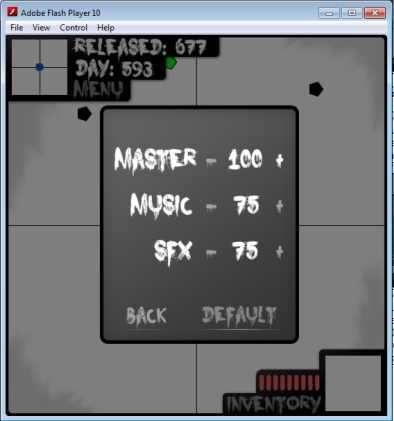 Adobe Flash Player 10
File View Control Help
RELEASED: 677
DAY: 593
MENU
MASTER - 100 +
MUSIC - 75 +
SFX - 75 +
BACK DEFAULT
INVENTORY